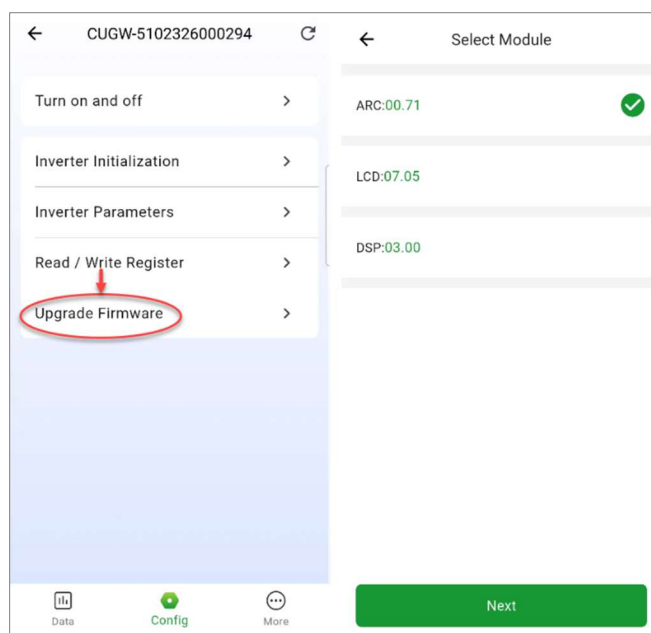 CUGW-5102326000294
Turn on and off
Inverter Initialization
Inverter Parameters
Read / Write Register
Upgrade Firmware
Data
Config
More
Select Module
ARC:00.71
LCD:07.05
DSP:03.00
Next